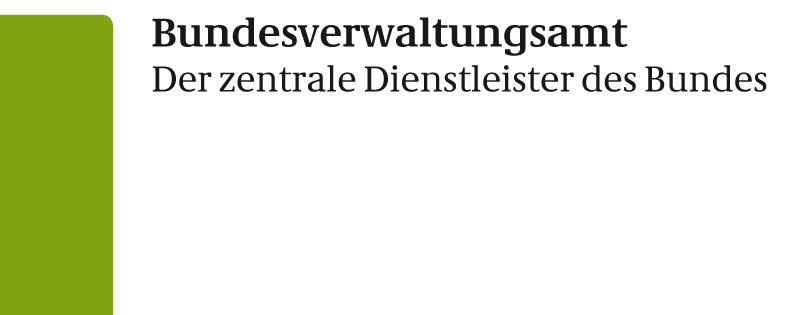 Bundesverwaltungsamt
Der zentrale Dienstleister des Bundes